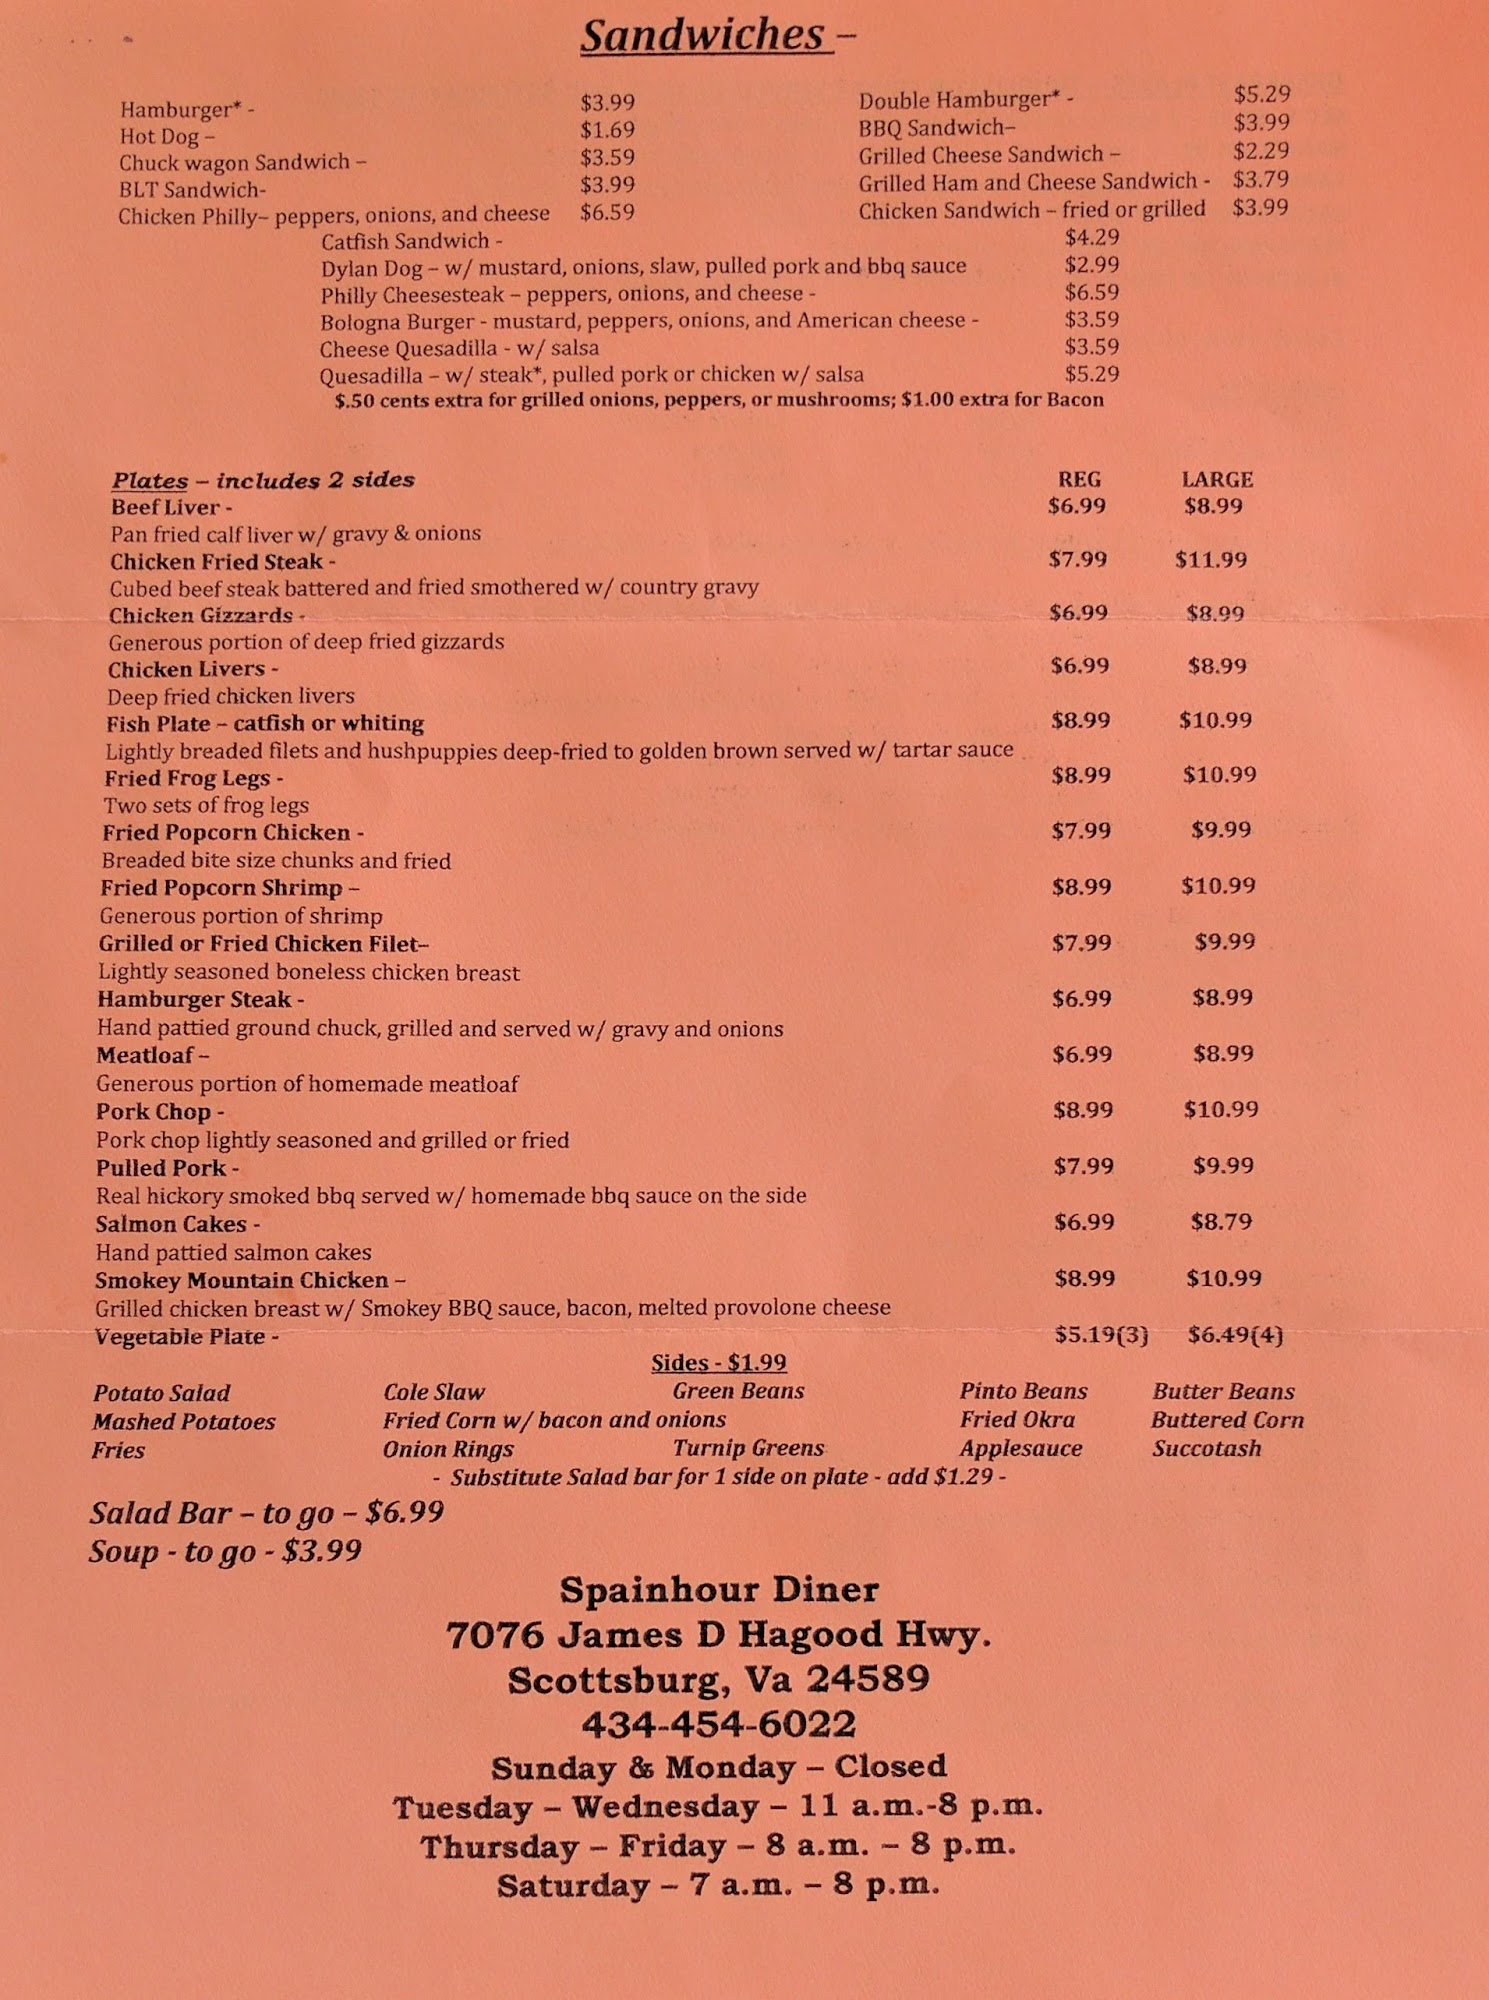 Sandwiches –
Hamburger* - $3.99 Double Hamburger* - $5.29
Hot Dog – $1.69 BBQ Sandwich– $3.99
Chuck wagon Sandwich – $3.59 Grilled Cheese Sandwich – $2.29
BLT Sandwich- $3.99 Grilled Ham and Cheese Sandwich - $3.79
Chicken Philly– peppers, onions, and cheese $6.59 Chicken Sandwich – fried or grilled $3.99
Catfish Sandwich - $4.29
Dylan Dog – w/ mustard, onions, slaw, pulled pork and bbq sauce $2.99
Philly Cheesesteak – peppers, onions, and cheese - $6.59
Bologna Burger - mustard, peppers, onions, and American cheese - $3.59
Cheese Quesadilla - w/ salsa $3.59
Quesadilla – w/ steak*, pulled pork or chicken w/ salsa $5.29
$.50 cents extra for grilled onions, peppers, or mushrooms; $1.00 extra for Bacon
Plates – includes 2 sides REG LARGE
Beef Liver - $6.99 $8.99
Pan fried calf liver w/ gravy & onions
Chicken Fried Steak - $7.99 $11.99
Cubed beef steak battered and fried smothered w/ country gravy
Chicken Gizzards - $6.99 $8.99
Generous portion of deep fried gizzards
Chicken Livers - $6.99 $8.99
Deep fried chicken livers
Fish Plate – catfish or whiting $8.99 $10.99
Lightly breaded filets and hushpuppies deep-fried to golden brown served w/ tartar sauce
Fried Frog Legs - $8.99 $10.99
Two sets of frog legs
Fried Popcorn Chicken - $7.99 $9.99
Breaded bite size chunks and fried
Fried Popcorn Shrimp – $8.99 $10.99
Generous portion of shrimp
Grilled or Fried Chicken Filet– $7.99 $9.99
Lightly seasoned boneless chicken breast
Hamburger Steak - $6.99 $8.99
Hand pattied ground chuck, grilled and served w/ gravy and onions
Meatloaf – $6.99 $8.99
Generous portion of homemade meatloaf
Pork Chop - $8.99 $10.99
Pork chop lightly seasoned and grilled or fried
Pulled Pork - $7.99 $9.99
Real hickory smoked bbq served w/ homemade bbq sauce on the side
Salmon Cakes - $6.99 $8.79
Hand pattied salmon cakes
Smokey Mountain Chicken – $8.99 $10.99
Grilled chicken breast w/ Smokey BBQ sauce, bacon, melted provolone cheese
Vegetable Plate - $5.19(3) $6.49(4)
Sides - $1.99
Potato Salad Cole Slaw Green Beans Pinto Beans Butter Beans
Mashed Potatoes Fried Corn w/ bacon and onions Fried Okra Buttered Corn
Fries Onion Rings Turnip Greens Applesauce Succotash
- Substitute Salad bar for 1 side on plate - add $1.29 -
Salad Bar – to go – $6.99
Soup - to go - $3.99
Spainhour Diner
7076 James D Hagood Hwy.
Scottsburg, Va 24589
434-454-6022
Sunday & Monday – Closed
Tuesday – Wednesday – 11 a.m.-8 p.m.
Thursday – Friday – 8 a.m. – 8 p.m.
Saturday – 7 a.m. – 8 p.m.